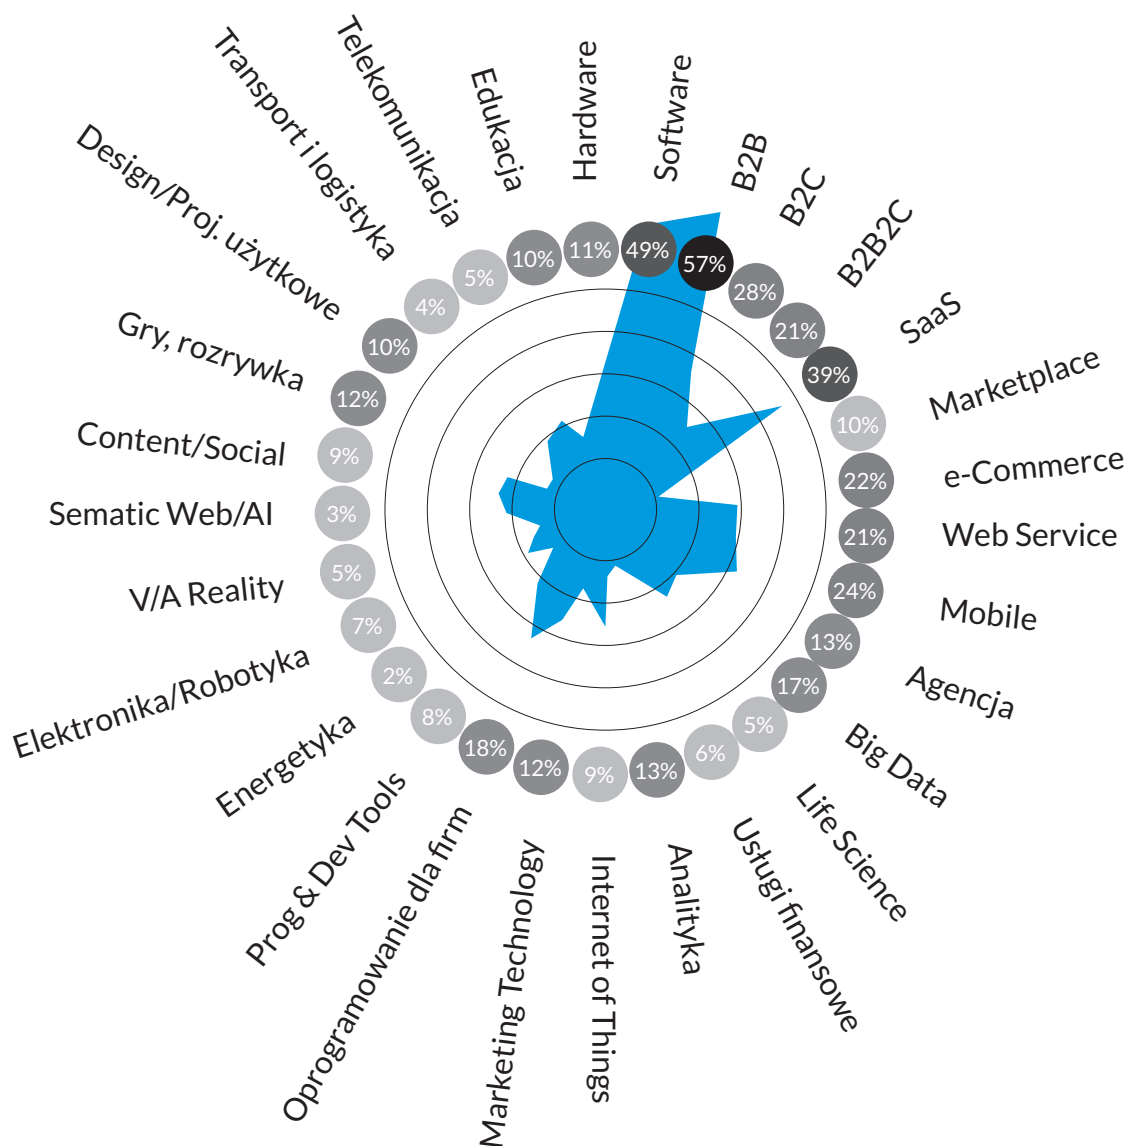 Hardware
11%
Software
49%
B2B
57%
B2C
28%
B2B2C
21%
SaaS
39%
Marketplace
10%
e-Commerce
22%
Web Service
21%
Mobile
24%
Agencja
13%
Big Data
17%
Life Science
5%
Usługi finansowe
6%
Analityka
13%
Internet of Things
9%
Marketing Technology
12%
Oprogramowanie dla firm
18%
Prog & Dev Tools
8%
Energetyka
2%
Elektronika/Robotyka
7%
V/A Reality
5%
Sematic Web/AI
3%
Content/Social
9%
Gry, rozrywka
12%
Design/Proj. użytkowe
10%
Transport i logistyka
4%
Telekomunikacja
5%
Edukacja
10%